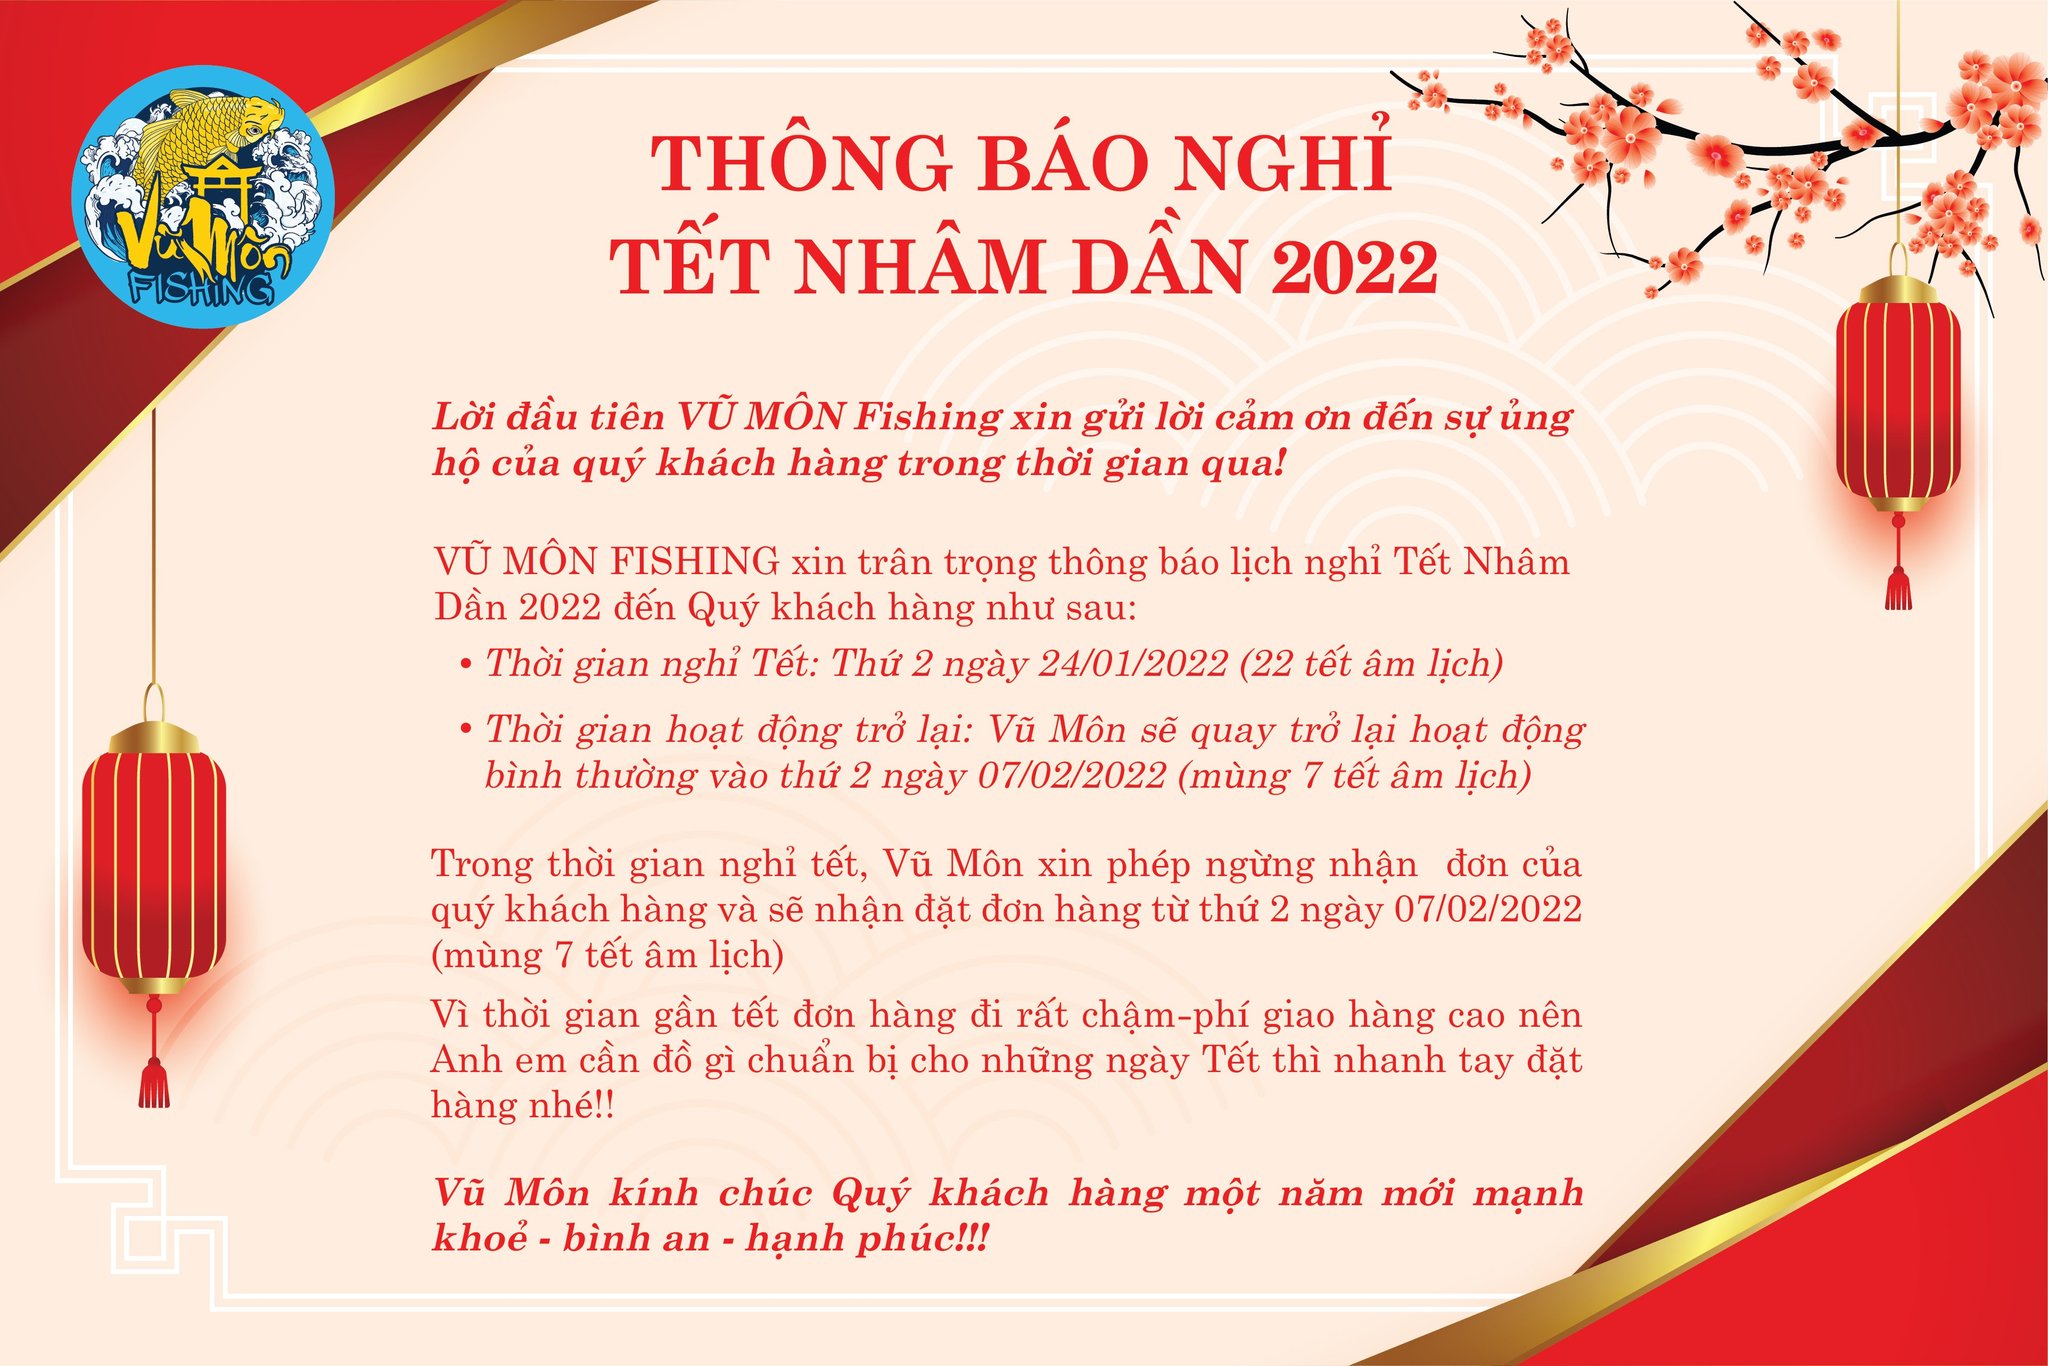 Vũ Môn
FISHING
THÔNG BÁO NGHỈ
TẾT NHÂM DẦN 2022
Lời đầu tiên VŨ MÔN Fishing xin gửi lời cảm ơn đến sự ủng
hộ của quý khách hàng trong thời gian qua!
VŨ MÔN FISHING xin trân trọng thông báo lịch nghỉ Tết Nhâm
Dần 2022 đến Quý khách hàng như sau:
• Thời gian nghỉ Tết: Thứ 2 ngày 24/01/2022 (22 tết âm lịch)
• Thời gian hoạt động trở lại: Vũ Môn sẽ quay trở lại hoạt động
bình thường vào thứ 2 ngày 07/02/2022 (mùng 7 tết âm lịch)
Trong thời gian nghỉ tết, Vũ Môn xin phép ngừng nhận đơn của
quý khách hàng và sẽ nhận đặt đơn hàng từ thứ 2 ngày 07/02/2022
(mùng 7 tết âm lịch)
Vì thời gian gần tết đơn hàng đi rất chậm-phí giao hàng cao nên
Anh em cần đồ gì chuẩn bị cho những ngày Tết thì nhanh tay đặt
hàng nhé!!
Vũ Môn kính chúc Quý khách hàng một năm mới mạnh
khoẻ - bình an - hạnh phúc!!!